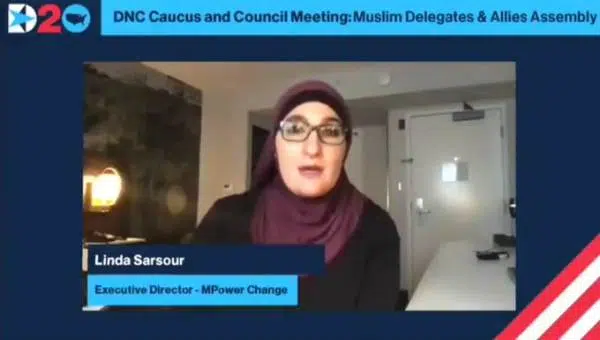 D20
DNC Caucus and Council Meeting: Muslim Delegates & Allies Assembly
Linda Sarsour
Executive Director - MPower Change